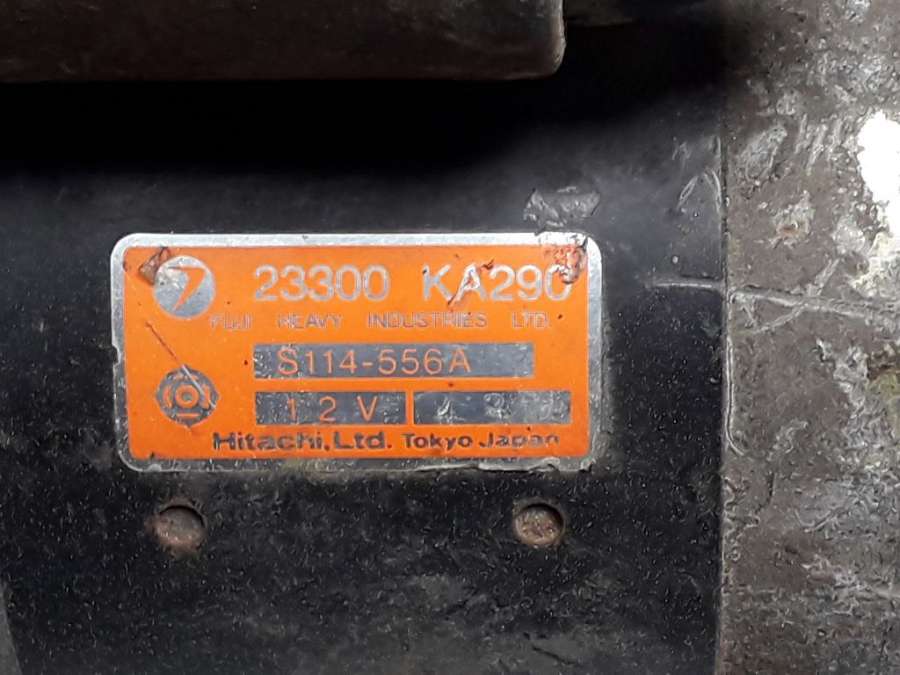 23300 KA290
FUJI HEAVY INDUSTRIES LTD.
S114-556A
12V
Hitachi,Ltd. Tokyo Japan